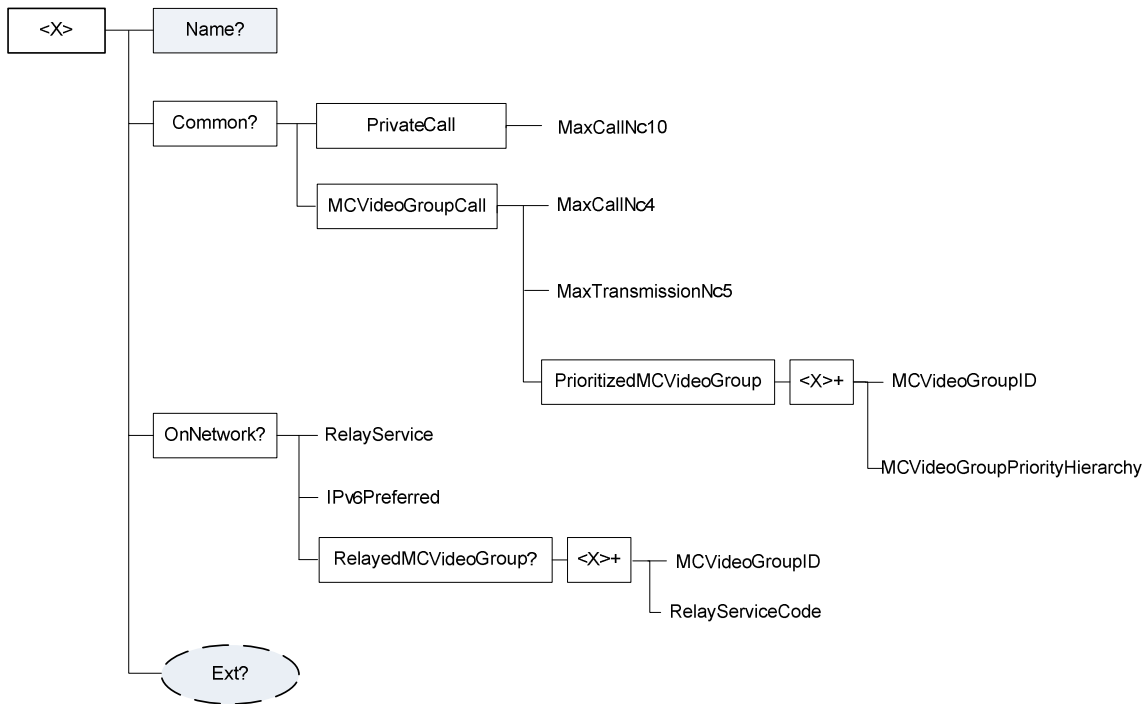 <X>
Name?
Common?
PrivateCall
MaxCallNc10
MCVideoGroupCall
MaxCallNc4
MaxTransmissionNc5
PrioritizedMCVideoGroup
<X>+
MCVideoGroupID
MCVideoGroupPriorityHierarchy
OnNetwork?
RelayService
IPv6Preferred
RelayedMCVideoGroup?
<X>+
MCVideoGroupID
RelayServiceCode
Ext?